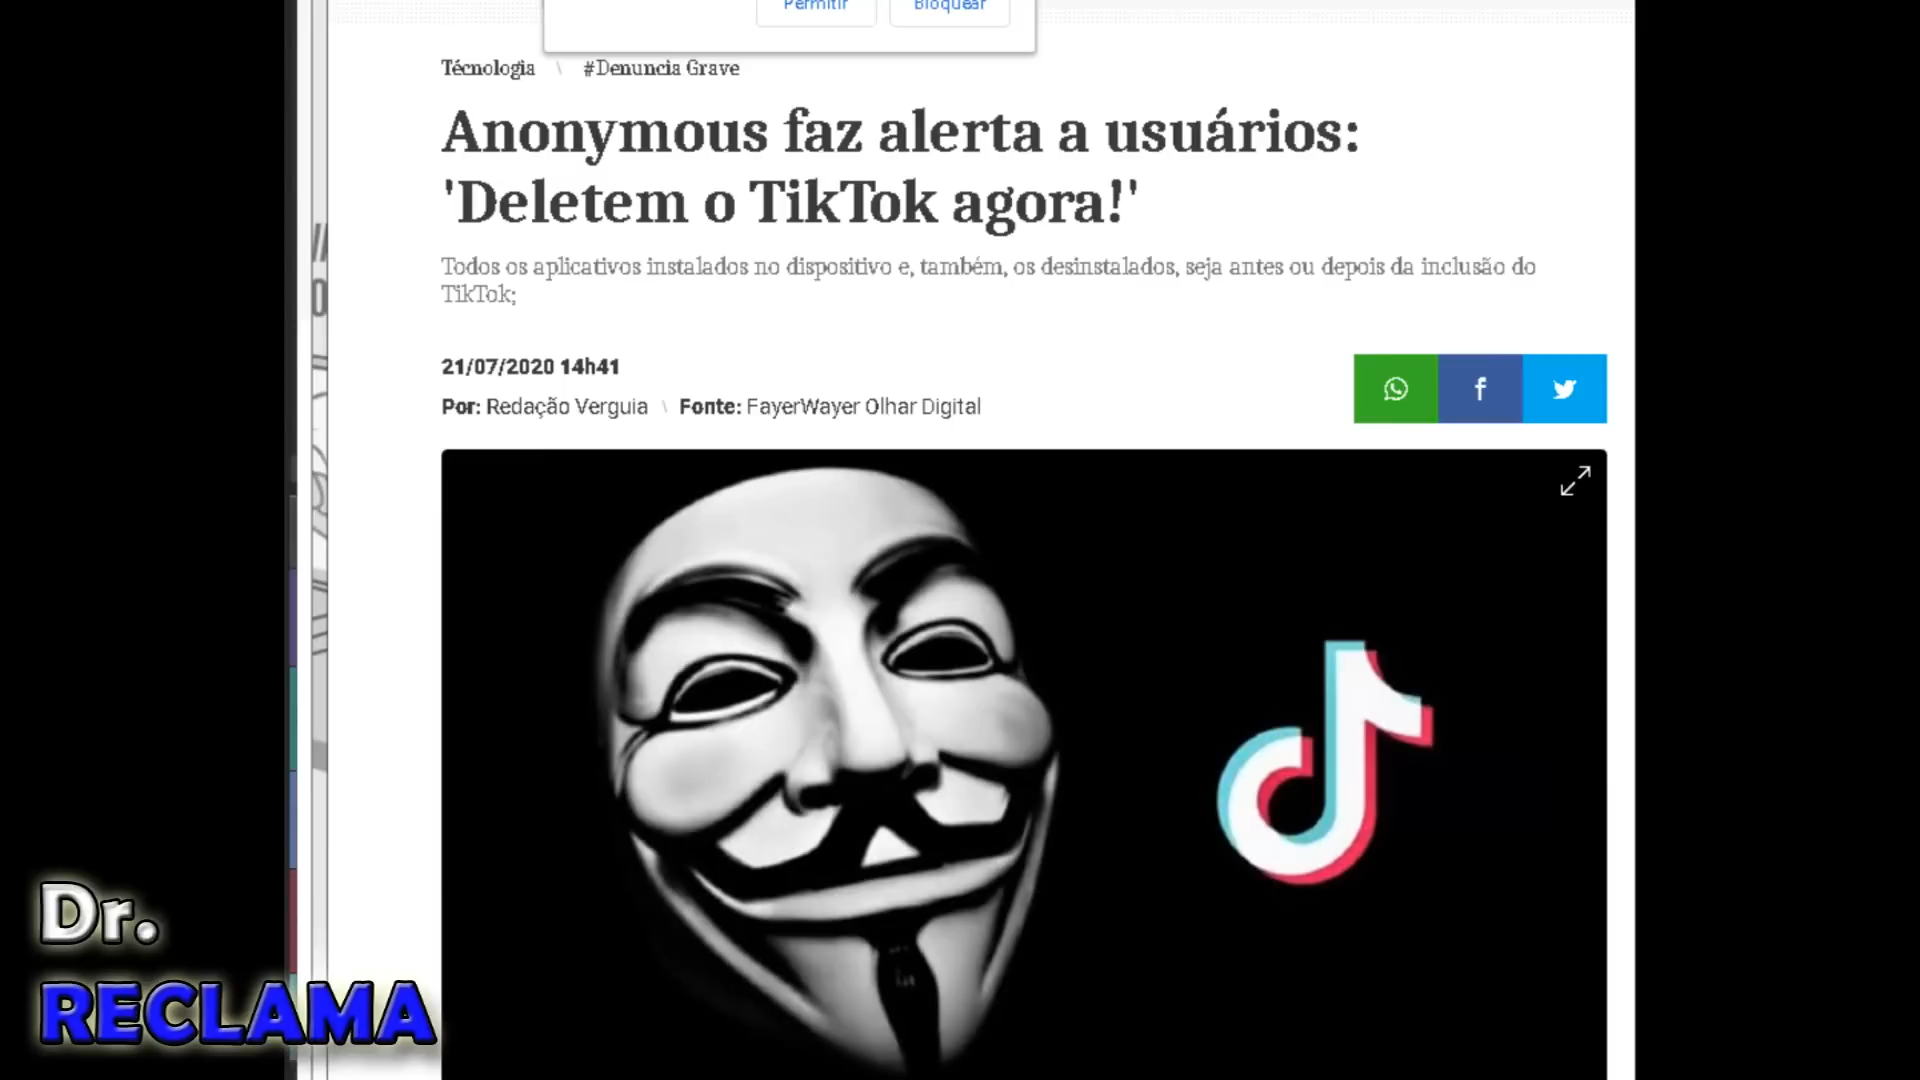 Permitir Bloquear
Técnologia \ #Denuncia Grave
Anonymous faz alerta a usuários:
'Deletem o TikTok agora!'
Todos os aplicativos instalados no dispositivo e, também, os desinstalados, seja antes ou depois da inclusão do
TikTok;
21/07/2020 14h41
Por: Redação Verguia \ Fonte: FayerWayer Olhar Digital
Dr.
RECLAMA